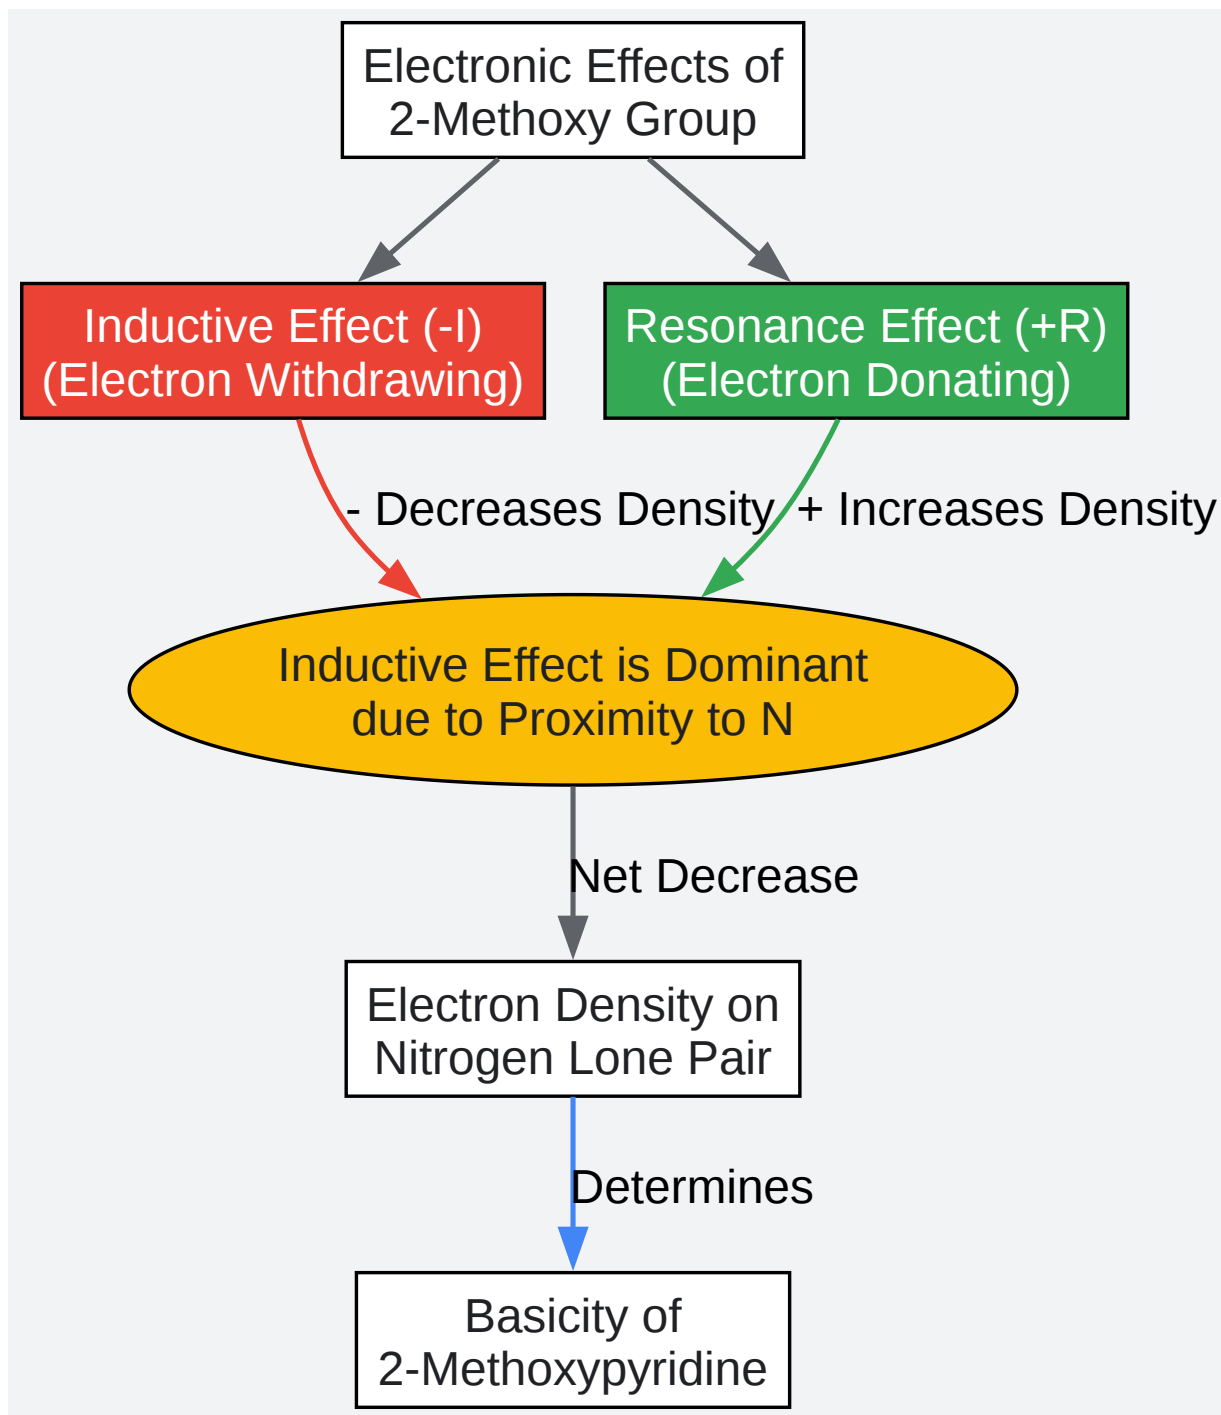 Electronic Effects of
2-Methoxy Group
Inductive Effect (-I)
(Electron Withdrawing)
Resonance Effect (+R)
(Electron Donating)
- Decreases Density
+ Increases Density
Inductive Effect is Dominant
due to Proximity to N
Net Decrease
Electron Density on
Nitrogen Lone Pair
Determines
Basicity of
2-Methoxypyridine